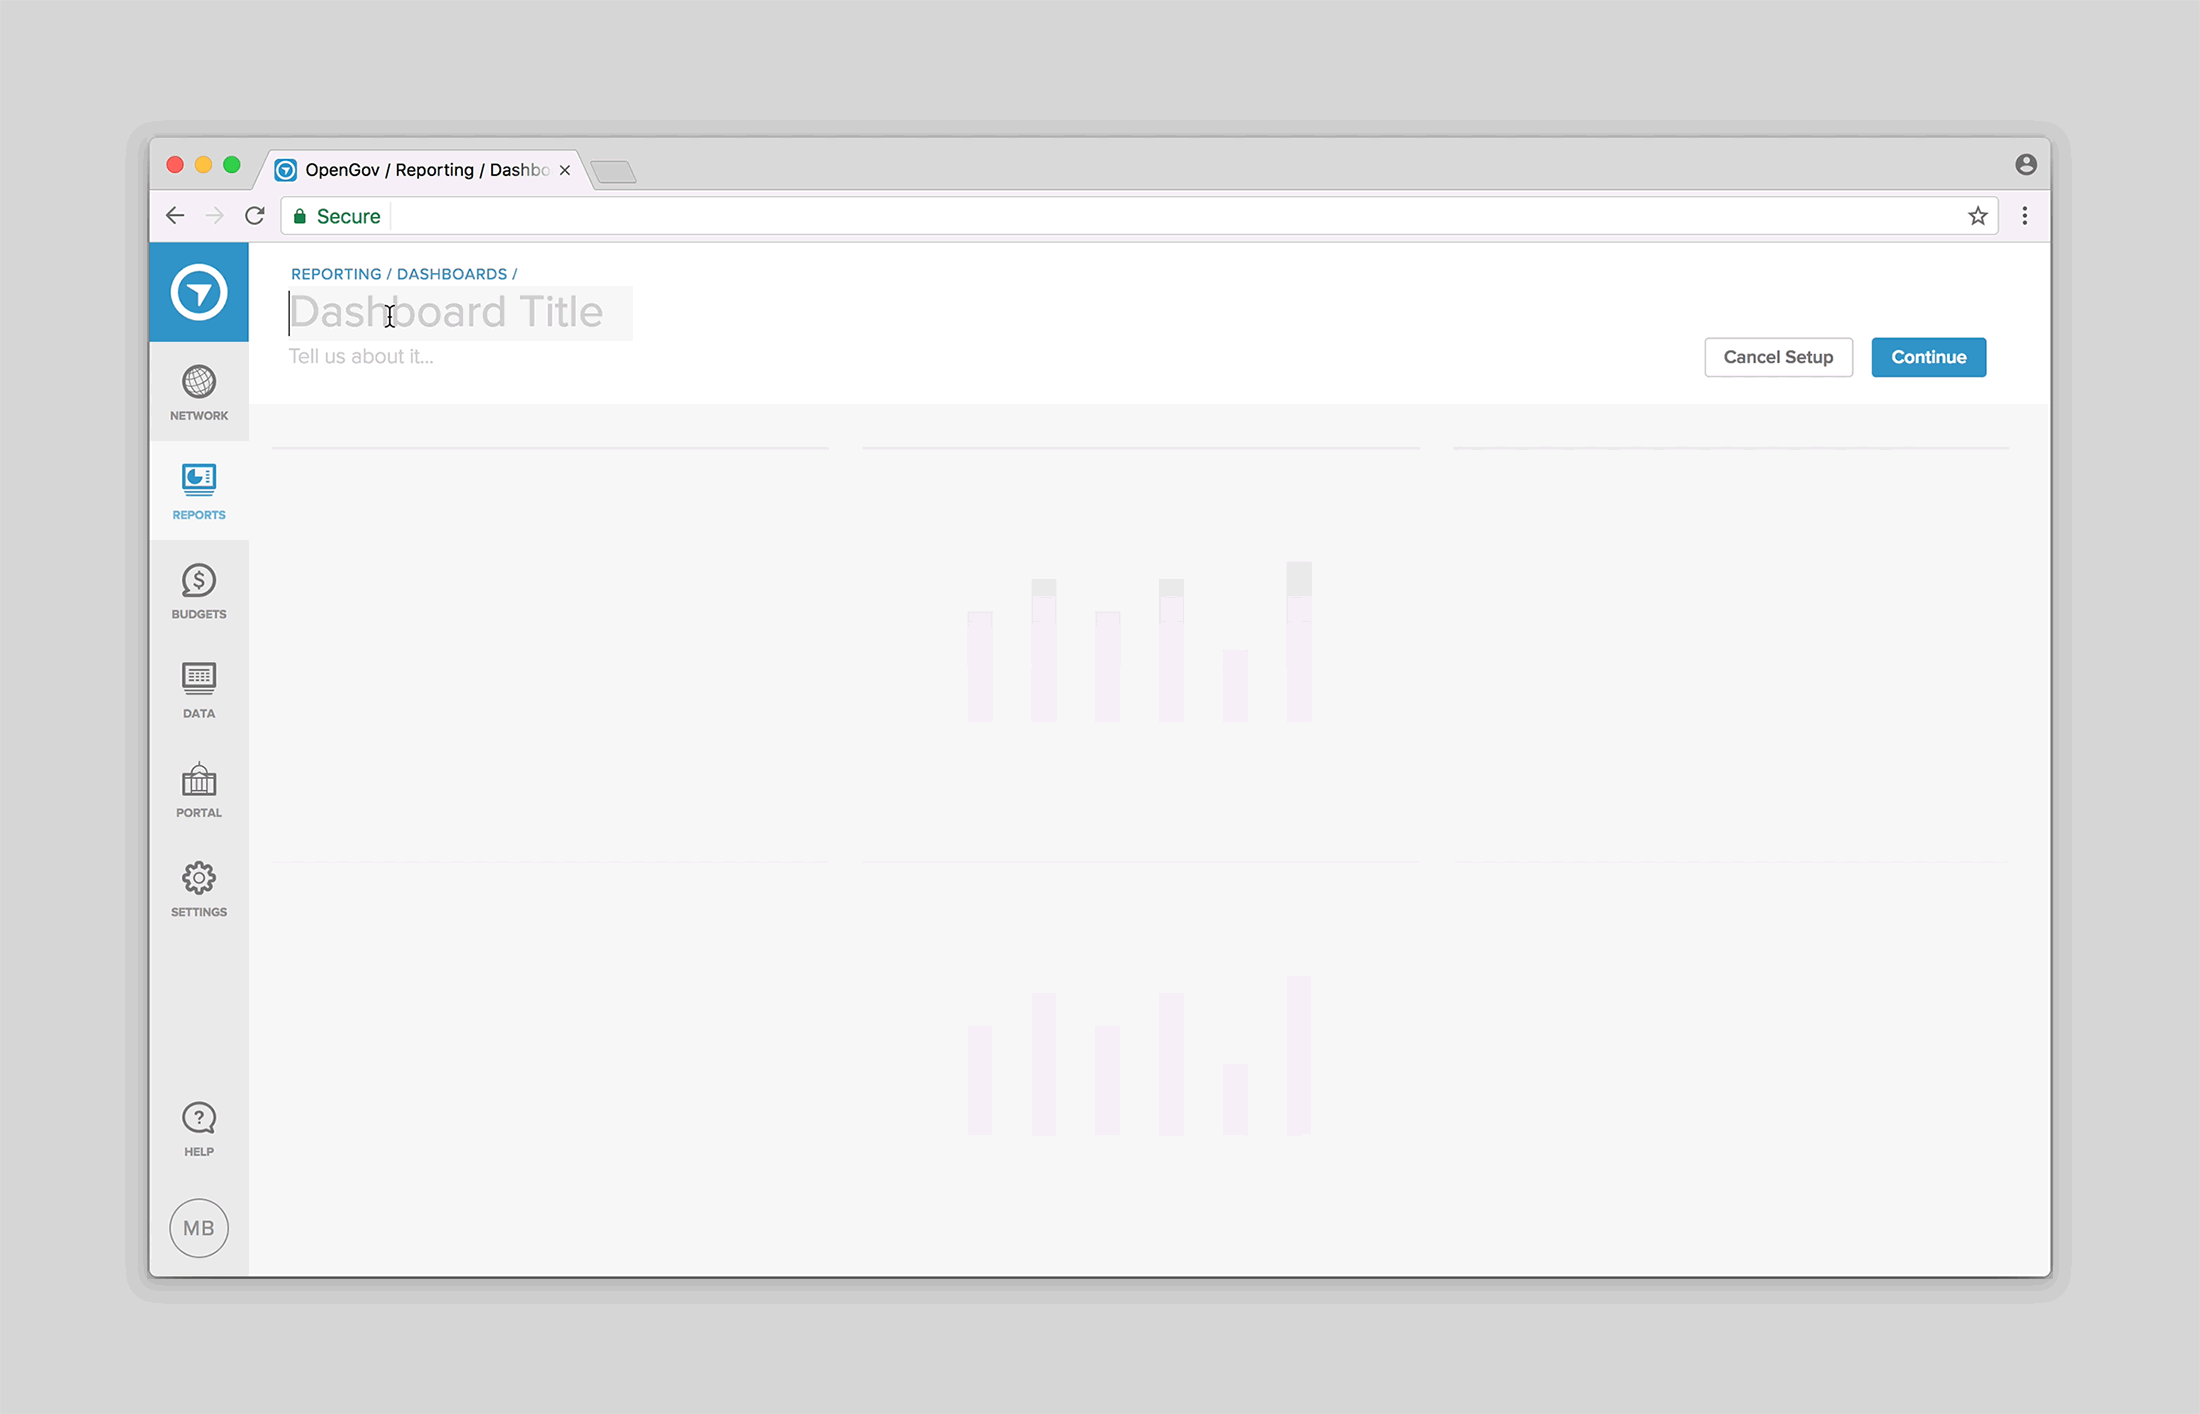 OpenGov / Reporting / Dashbo
Secure
REPORTING / DASHBOARDS /
Dashboard Title
Tell us about it...
Cancel Setup
Continue
NETWORK
REPORTS
BUDGETS
DATA
PORTAL
SETTINGS
HELP
MB